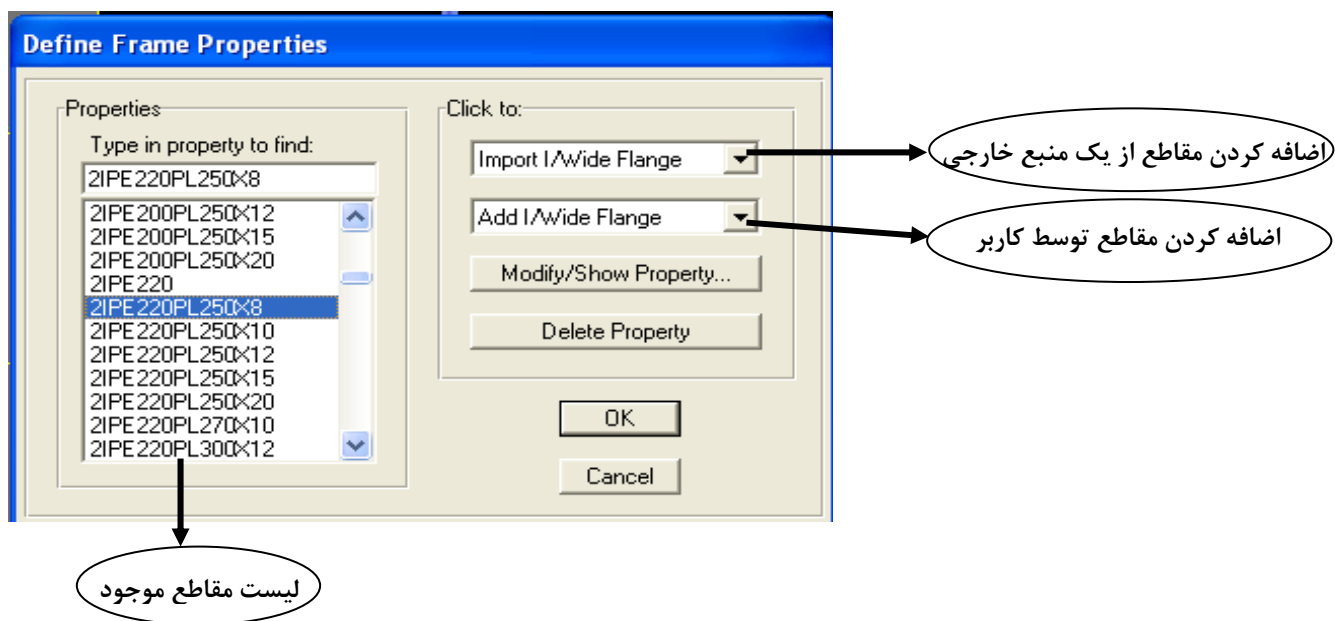 Define Frame Properties
Properties
Type in property to find:
2IPE220PL250X8
2IPE200PL250X12
2IPE200PL250X15
2IPE200PL250X20
2IPE220
2IPE220PL250X8
2IPE220PL250X10
2IPE220PL250X12
2IPE220PL250X15
2IPE220PL250X20
2IPE220PL270X10
2IPE220PL300X12
Click to:
Import I/Wide Flange
Add I/Wide Flange
Modify/Show Property...
Delete Property
OK
Cancel
اضافه کردن مقاطع از یک منبع خارجی
اضافه کردن مقاطع توسط کاربر
لیست مقاطع موجود